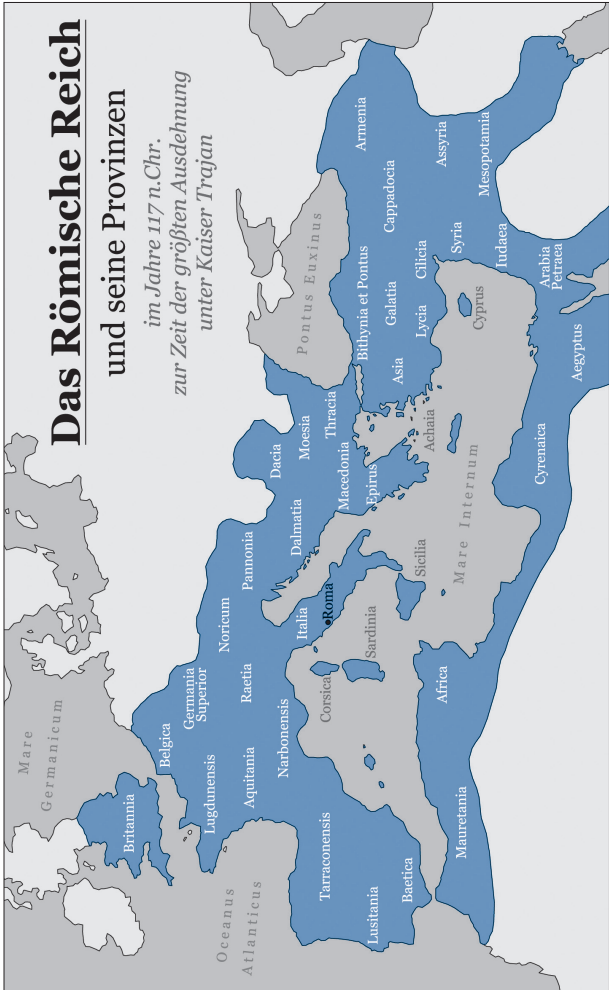 Das Römische Reich
und seine Provinzen
im Jahre 117 n.Chr.
zur Zeit der größten Ausdehnung
unter Kaiser Trajan
Mare
Germanicum
Oceanus
Atlanticus
Pontus Euxinus
Mare Internum
Britannia
Belgica
Germania
Superior
Lugdunensis
Raetia
Noricum
Pannonia
Aquitania
Narbonensis
Tarraconensis
Lusitania
Baetica
Italia
Roma
Corsica
Sardinia
Sicilia
Dalmatia
Dacia
Moesia
Thracia
Macedonia
Epirus
Achaia
Asia
Bithynia et Pontus
Galatia
Lycia
Cilicia
Cappadocia
Armenia
Assyria
Mesopotamia
Syria
Cyprus
Iudaea
Arabia
Petraea
Aegyptus
Cyrenaica
Africa
Mauretania